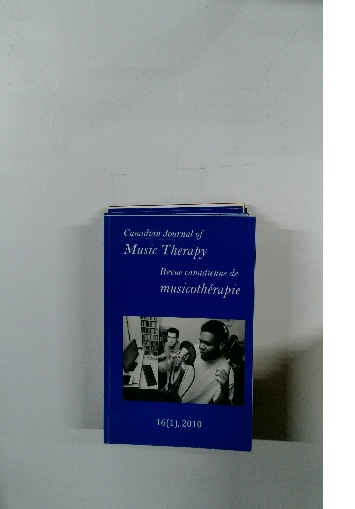 Canadian Journal of
Music Therapy
Revue canadienne de
musicothérapie
16(1), 2010